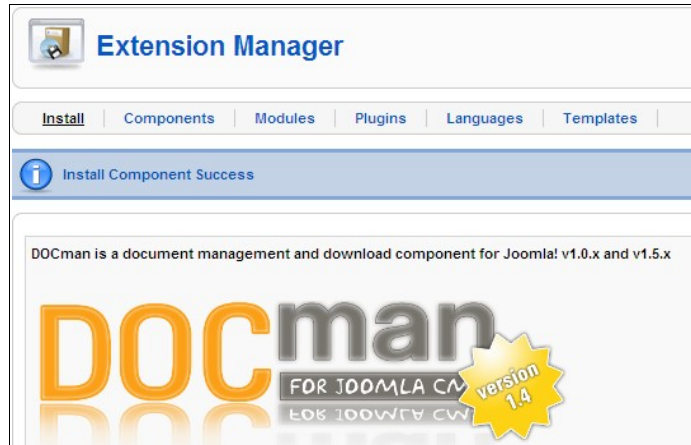 Extension Manager
Install Components Modules Plugins Languages Templates
Install Component Success
DOCman is a document management and download component for Joomla! v1.0.x and v1.5.x
DOCman
FOR JOOMLA CM
version
1.4